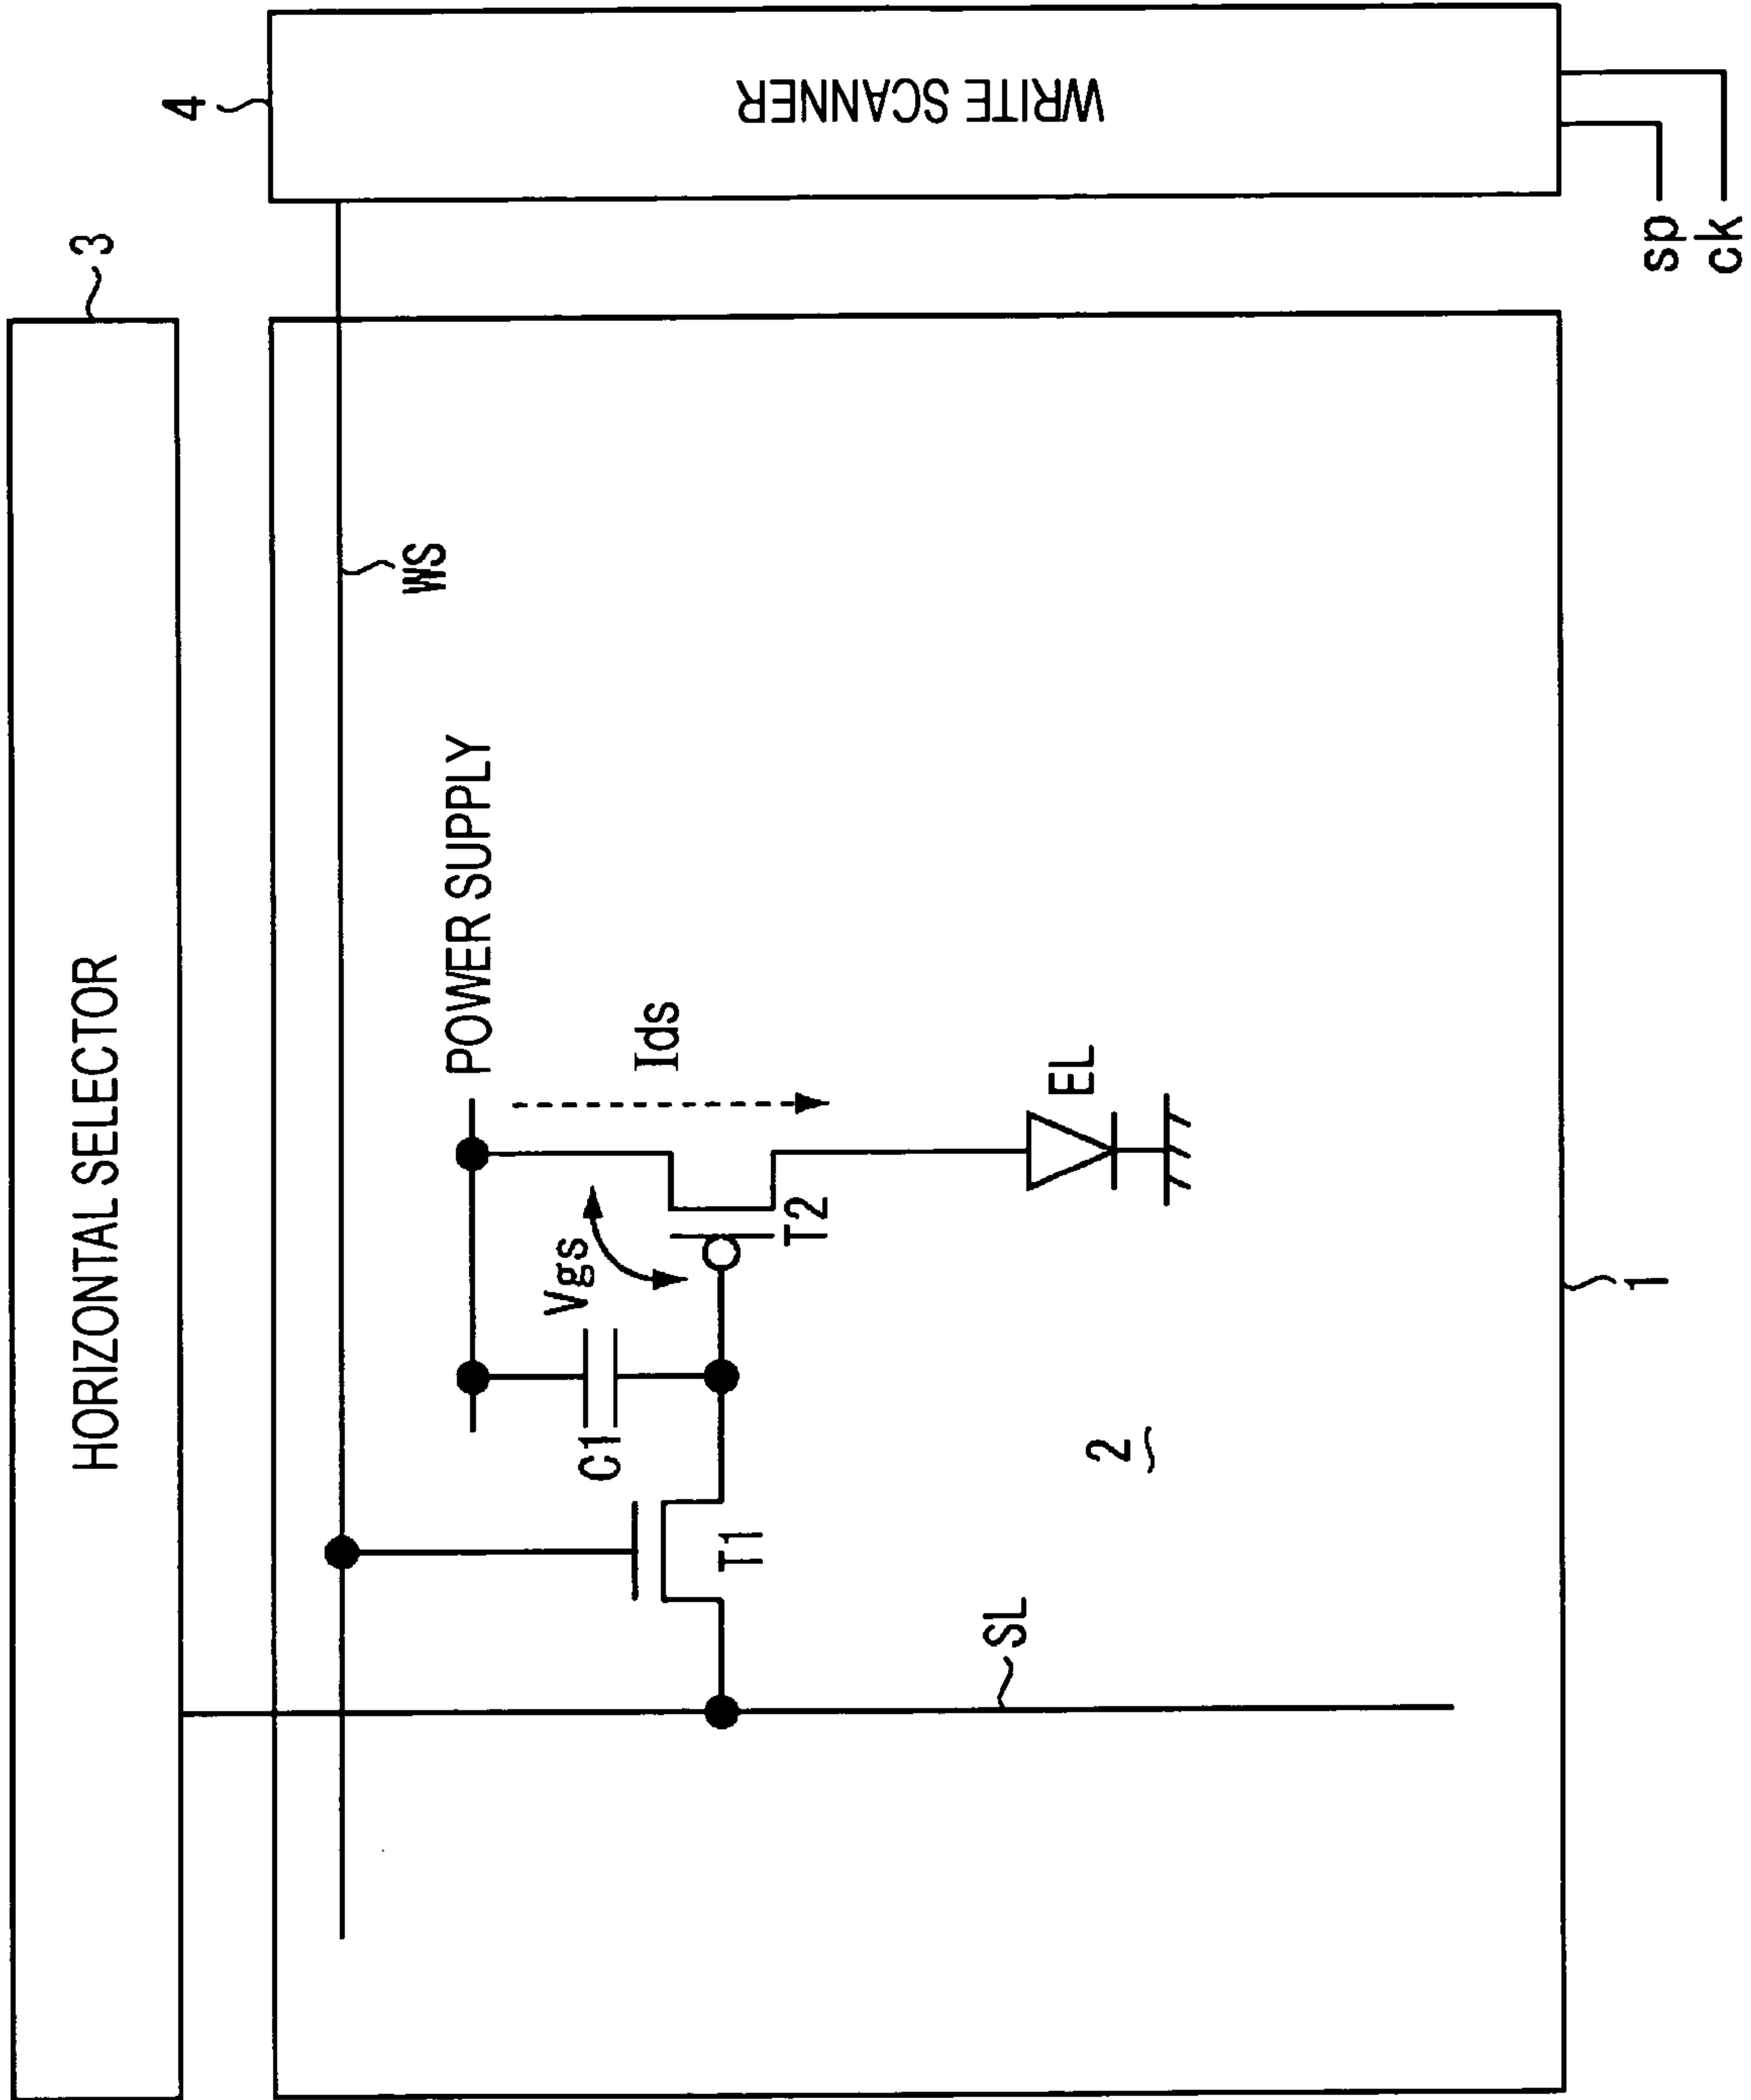 HORIZONTAL SELECTOR
3
4
WRITE SCANNER
WS
POWER SUPPLY
Ids
Vgs
C1
T1
T2
EL
SL
2
1
sp
ck